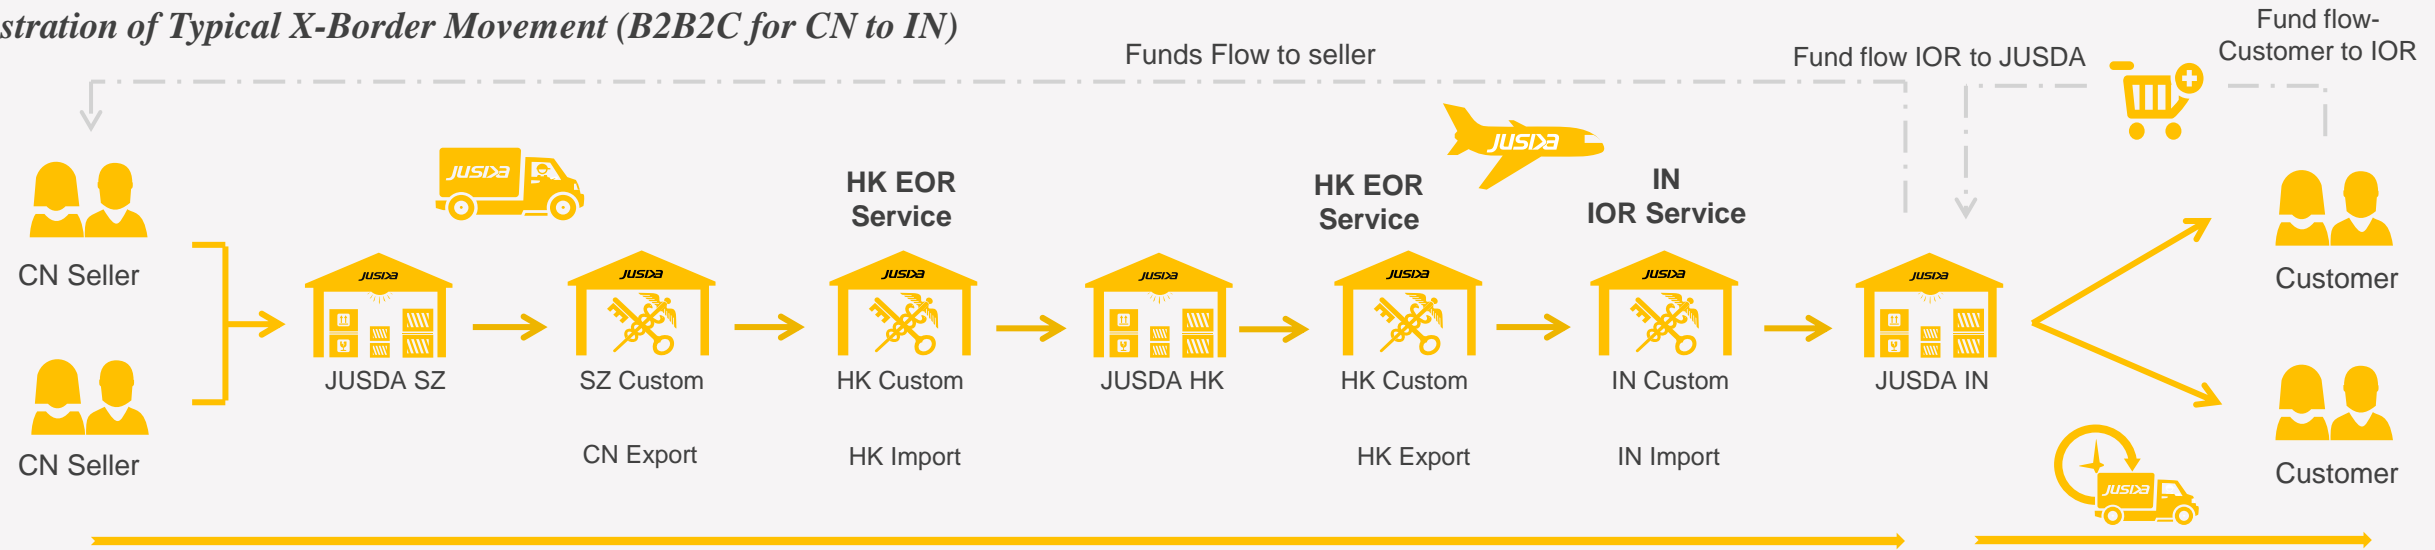 stration of Typical X-Border Movement (B2B2C for CN to IN)
Funds Flow to seller
Fund flow IOR to JUSDA
Fund flow-
Customer to IOR
JUSDA
JUSDA
HK EOR
Service
HK EOR
Service
IN
IOR Service
CN Seller
Customer
JUSDA
JUSDA
JUSDA
JUSDA
JUSDA
JUSDA
JUSDA
JUSDA SZ
SZ Custom
HK Custom
JUSDA HK
HK Custom
IN Custom
JUSDA IN
CN Seller
Customer
CN Export
HK Import
HK Export
IN Import
JUSDA